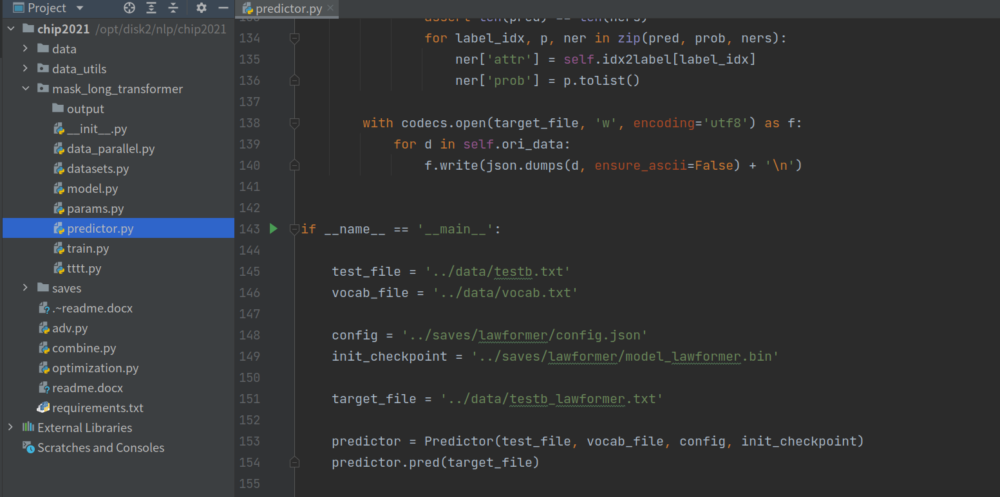 Project
chip2021 /opt/disk2/nlp/chip2021
data
data_utils
mask_long_transformer
output
__init__.py
data_parallel.py
datasets.py
model.py
params.py
predictor.py
train.py
tttt.py
saves
.~readme.docx
adv.py
combine.py
optimization.py
readme.docx
requirements.txt
External Libraries
Scratches and Consoles
predictor.py
133 assert len(pred) == len(ners)
134 for label_idx, p, ner in zip(pred, prob, ners):
135 ner['attr'] = self.idx2label[label_idx]
136 ner['prob'] = p.tolist()
137
138 with codecs.open(target_file, 'w', encoding='utf8') as f:
139 for d in self.ori_data:
140 f.write(json.dumps(d, ensure_ascii=False) + '\n')
141
142
143 if __name__ == '__main__':
144
145 test_file = '../data/testb.txt'
146 vocab_file = '../data/vocab.txt'
147
148 config = '../saves/lawformer/config.json'
149 init_checkpoint = '../saves/lawformer/model_lawformer.bin'
150
151 target_file = '../data/testb_lawformer.txt'
152
153 predictor = Predictor(test_file, vocab_file, config, init_checkpoint)
154 predictor.pred(target_file)
155